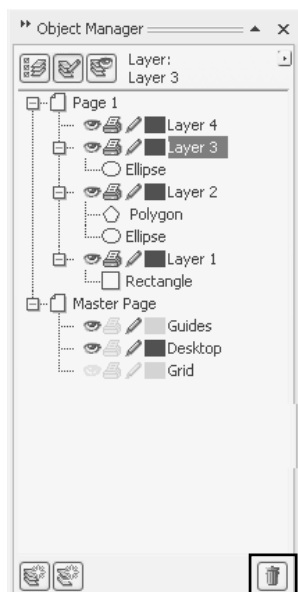 Object Manager
Layer:
Layer 3
Page 1
Layer 4
Layer 3
Ellipse
Layer 2
Polygon
Ellipse
Layer 1
Rectangle
Master Page
Guides
Desktop
Grid